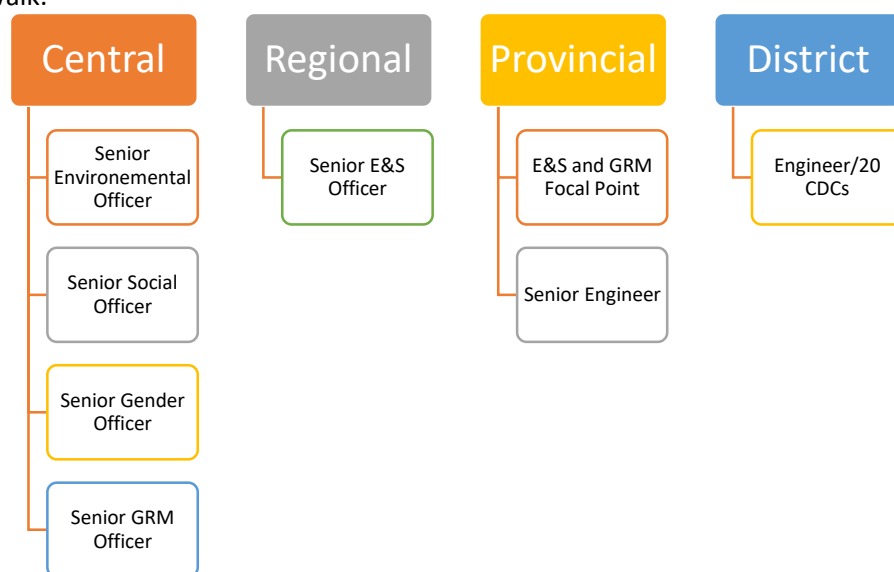 Central
Senior
Environemental
Officer
Senior Social
Officer
Senior Gender
Officer
Senior GRM
Officer
Regional
Senior E&S
Officer
Provincial
E&S and GRM
Focal Point
Senior Engineer
District
Engineer/20
CDCs